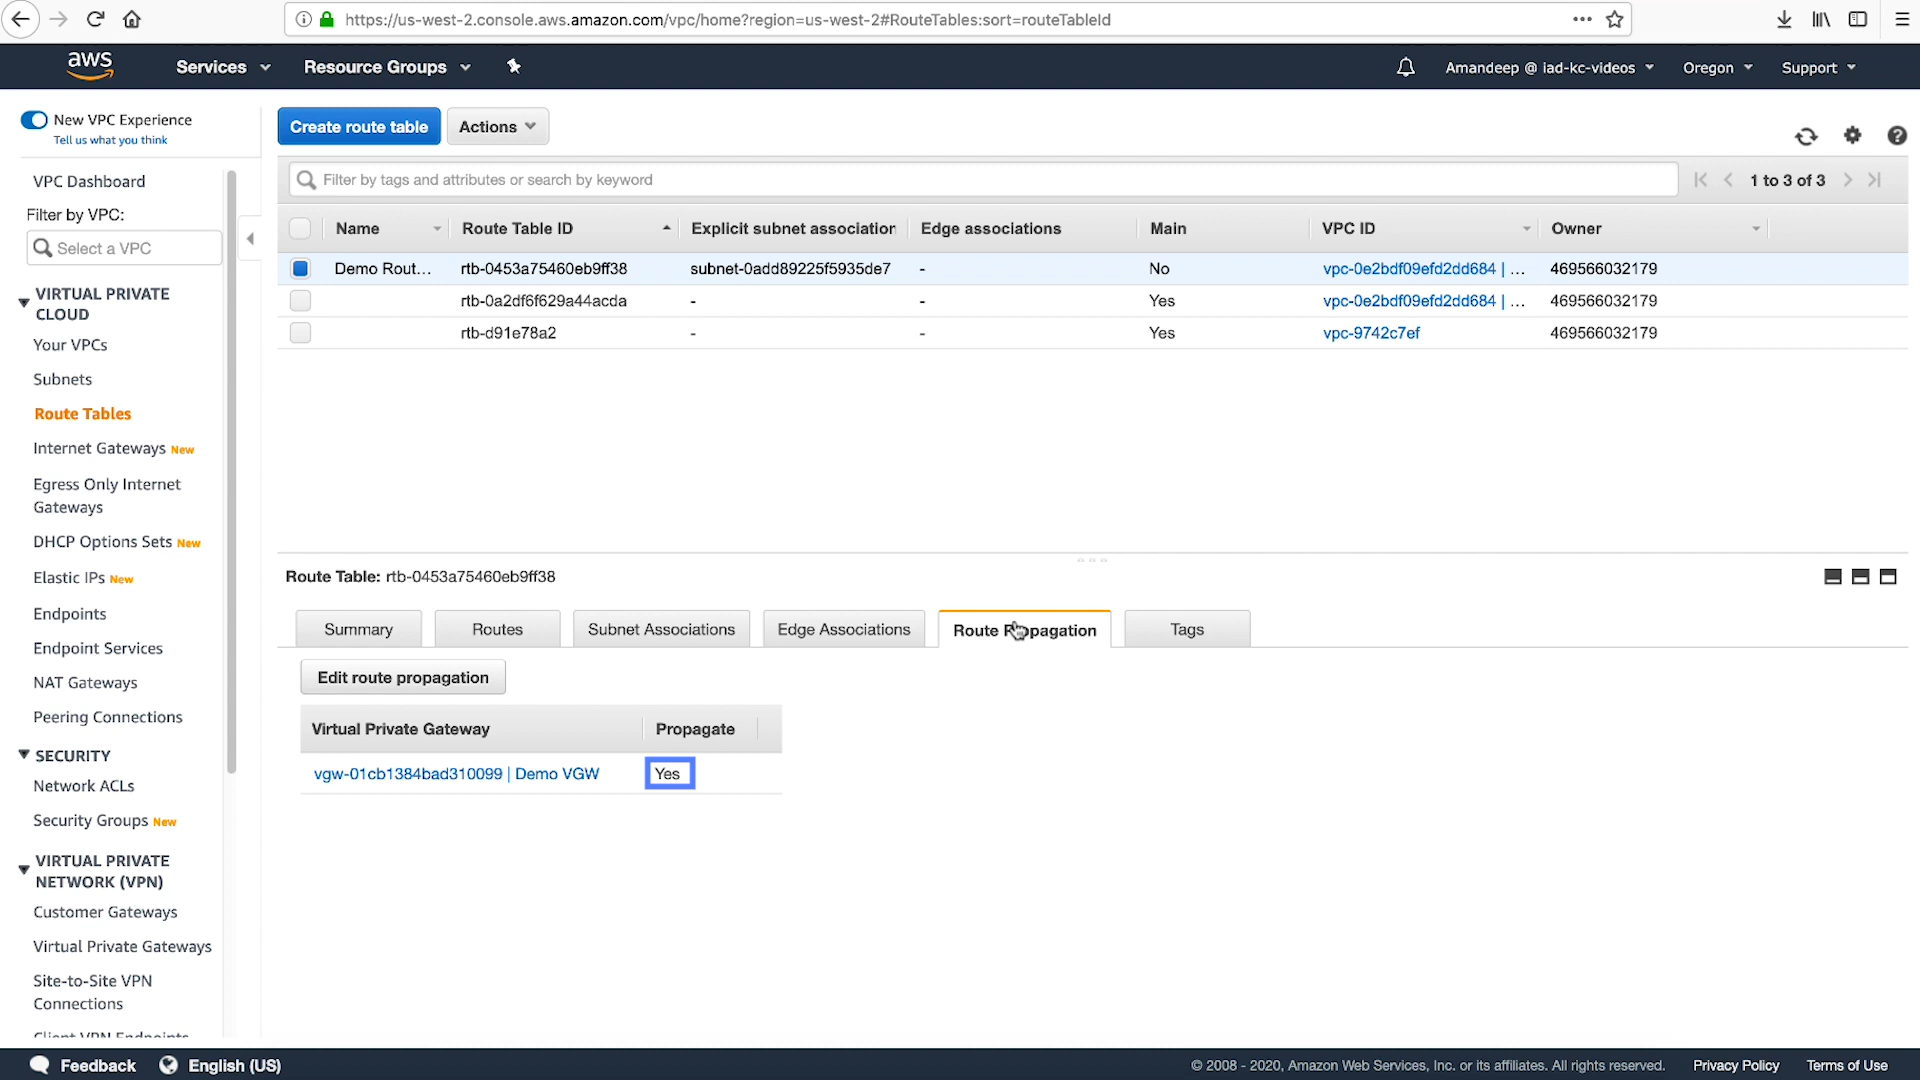 https://us-west-2.console.aws.amazon.com/vpc/home?region=us-west-2#RouteTables:sort=routeTableId
aws Services Resource Groups Amandeep @ iad-kc-videos Oregon Support
New VPC Experience
Tell us what you think
VPC Dashboard
Filter by VPC:
Select a VPC
VIRTUAL PRIVATE
CLOUD
Your VPCs
Subnets
Route Tables
Internet Gateways New
Egress Only Internet
Gateways
DHCP Options Sets New
Elastic IPs New
Endpoints
Endpoint Services
NAT Gateways
Peering Connections
SECURITY
Network ACLs
Security Groups New
VIRTUAL PRIVATE
NETWORK (VPN)
Customer Gateways
Virtual Private Gateways
Site-to-Site VPN
Connections
Client VPN Endpoints
Create route table Actions
Filter by tags and attributes or search by keyword 1 to 3 of 3
Name Route Table ID Explicit subnet association Edge associations Main VPC ID Owner
Demo Rout... rtb-0453a75460eb9ff38 subnet-0add89225f5935de7 - No vpc-0e2bdf09efd2dd684 | ... 469566032179
rtb-0a2df6f629a44acda - - Yes vpc-0e2bdf09efd2dd684 | ... 469566032179
rtb-d91e78a2 - - Yes vpc-9742c7ef 469566032179
Route Table: rtb-0453a75460eb9ff38
Summary Routes Subnet Associations Edge Associations Route Propagation Tags
Edit route propagation
Virtual Private Gateway Propagate
vgw-01cb1384bad310099 | Demo VGW Yes
Feedback English (US) © 2008 - 2020, Amazon Web Services, Inc. or its affiliates. All rights reserved. Privacy Policy Terms of Use